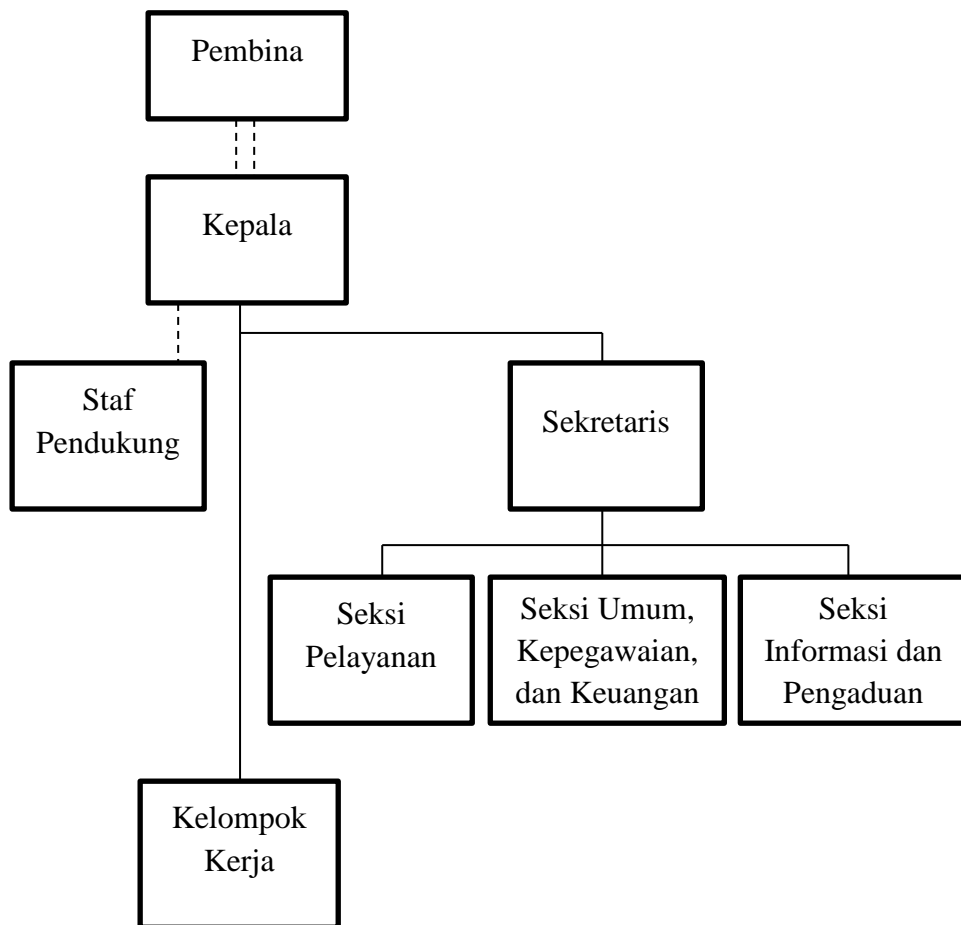 Pembina
Kepala
Staf
Pendukung
Sekretaris
Seksi
Pelayanan
Seksi Umum,
Kepegawaian,
dan Keuangan
Seksi
Informasi dan
Pengaduan
Kelompok
Kerja